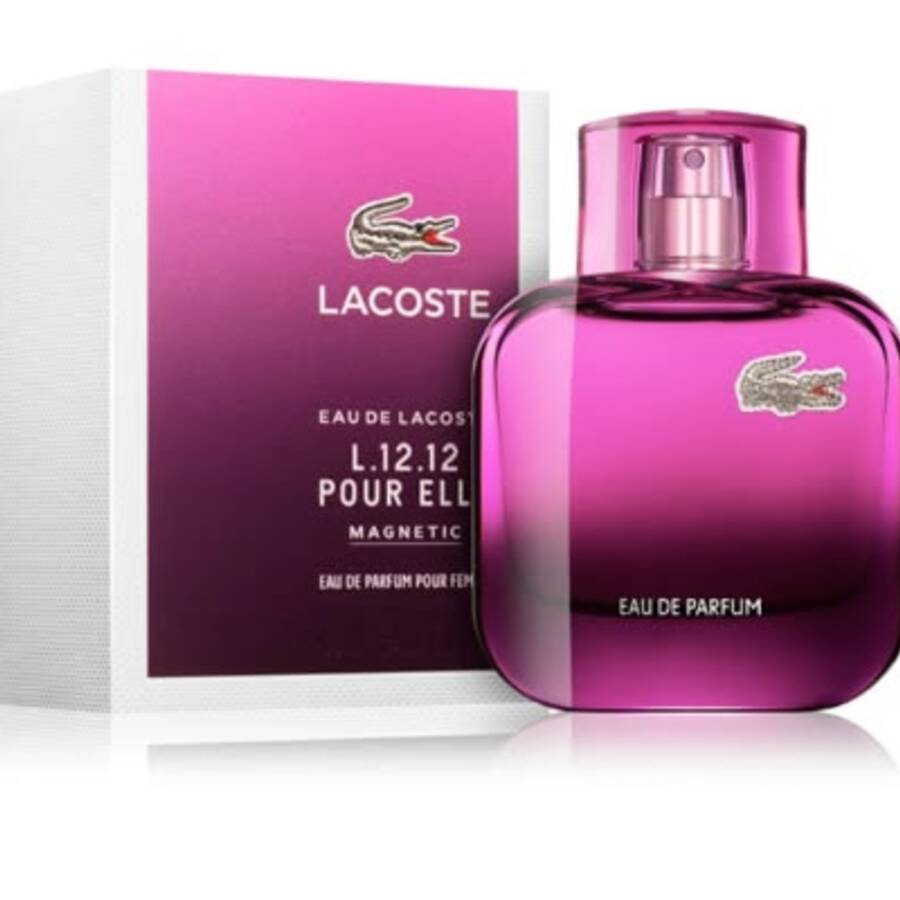 LACOSTE
EAU DE LACOST
L.12.12
POUR ELL
MAGNETIC
EAU DE PARFUM POUR FEM
EAU DE PARFUM